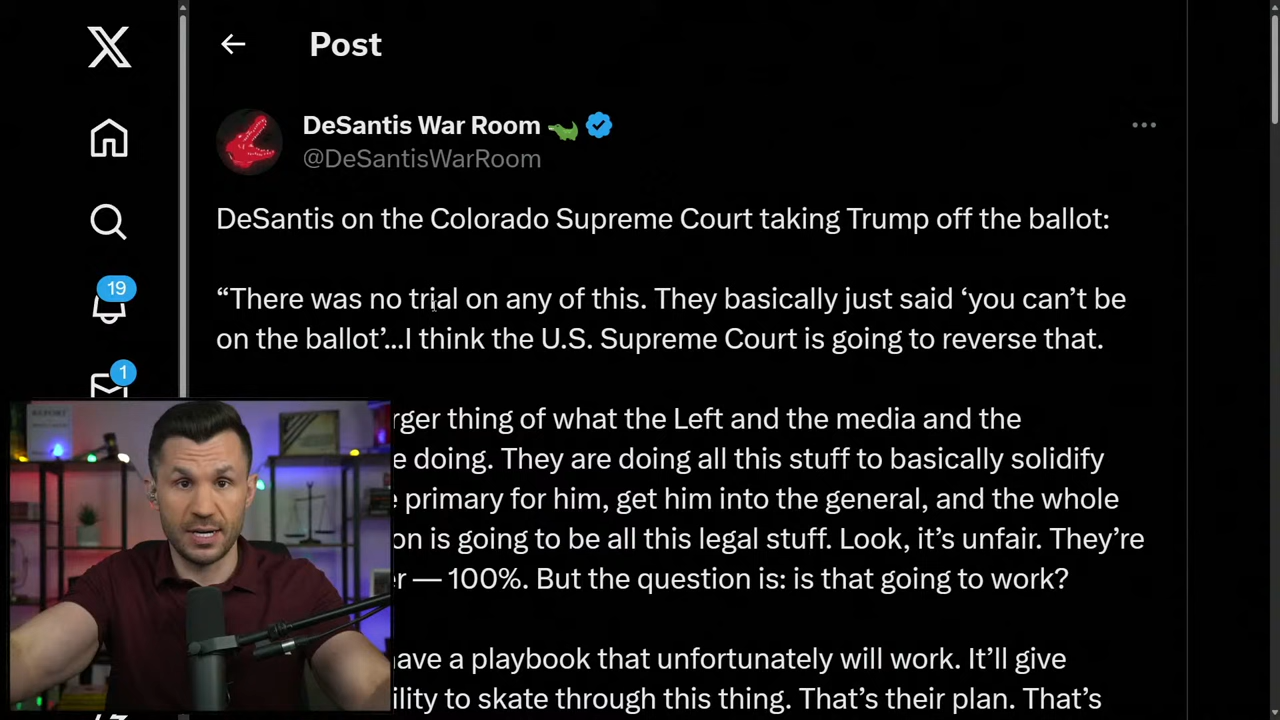 Post
DeSantis War Room
@DeSantisWarRoom
DeSantis on the Colorado Supreme Court taking Trump off the ballot:
“There was no trial on any of this. They basically just said ‘you can’t be
on the ballot’...I think the U.S. Supreme Court is going to reverse that.
19
1
thing of what the Left and the media and the
doing. They are doing all this stuff to basically solidify
primary for him, get him into the general, and the whole
is going to be all this legal stuff. Look, it’s unfair. They’re
— 100%. But the question is: is that going to work?
have a playbook that unfortunately will work. It’ll give
to skate through this thing. That’s their plan. That’s
REPORT